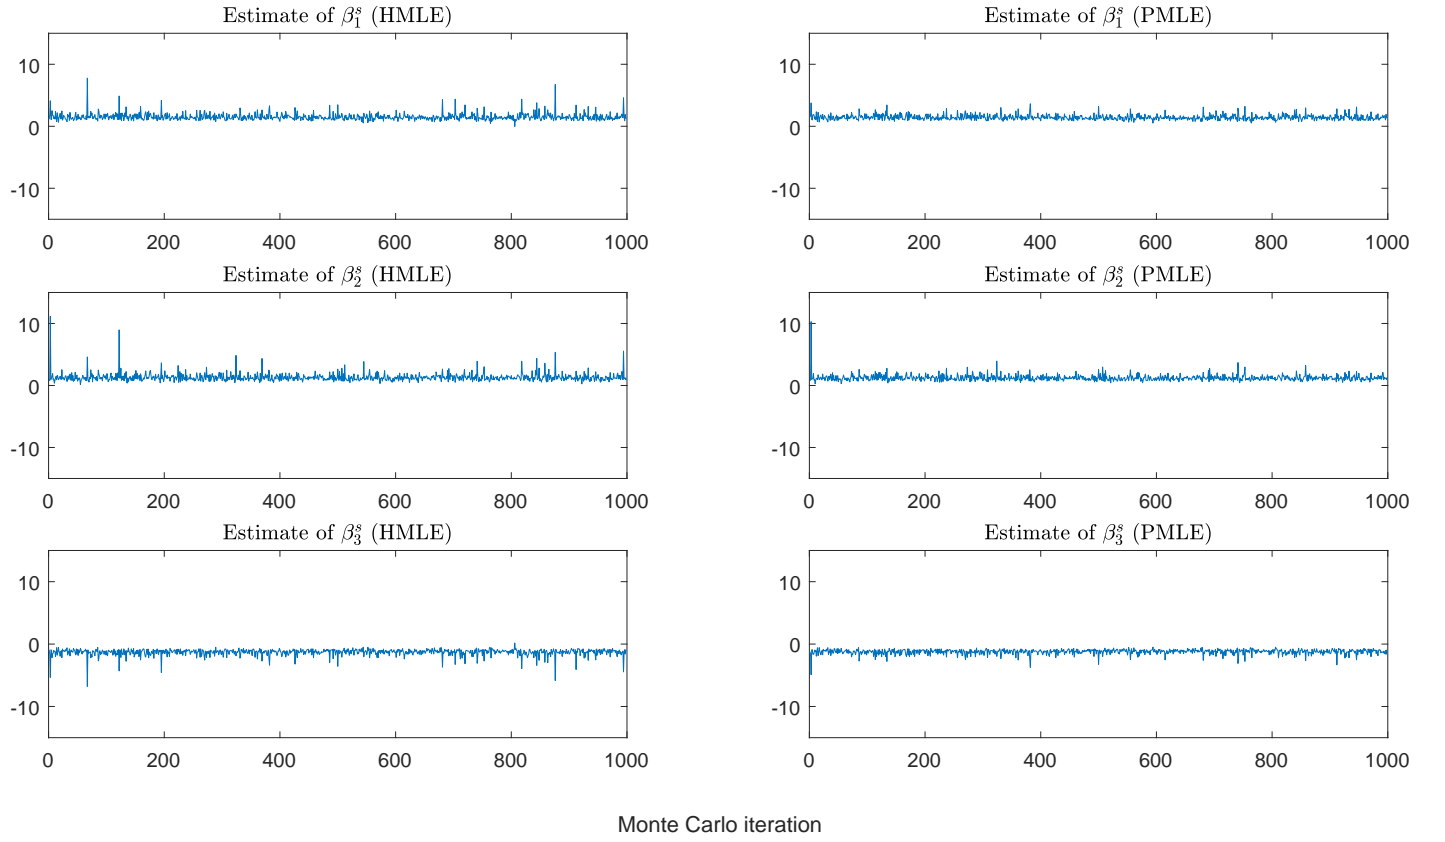 Estimate of β₁ˢ (HMLE)
10
0
-10
0 200 400 600 800 1000
Estimate of β₁ˢ (PMLE)
10
0
-10
0 200 400 600 800 1000
Estimate of β₂ˢ (HMLE)
10
0
-10
0 200 400 600 800 1000
Estimate of β₂ˢ (PMLE)
10
0
-10
0 200 400 600 800 1000
Estimate of β₃ˢ (HMLE)
10
0
-10
0 200 400 600 800 1000
Estimate of β₃ˢ (PMLE)
10
0
-10
0 200 400 600 800 1000
Monte Carlo iteration